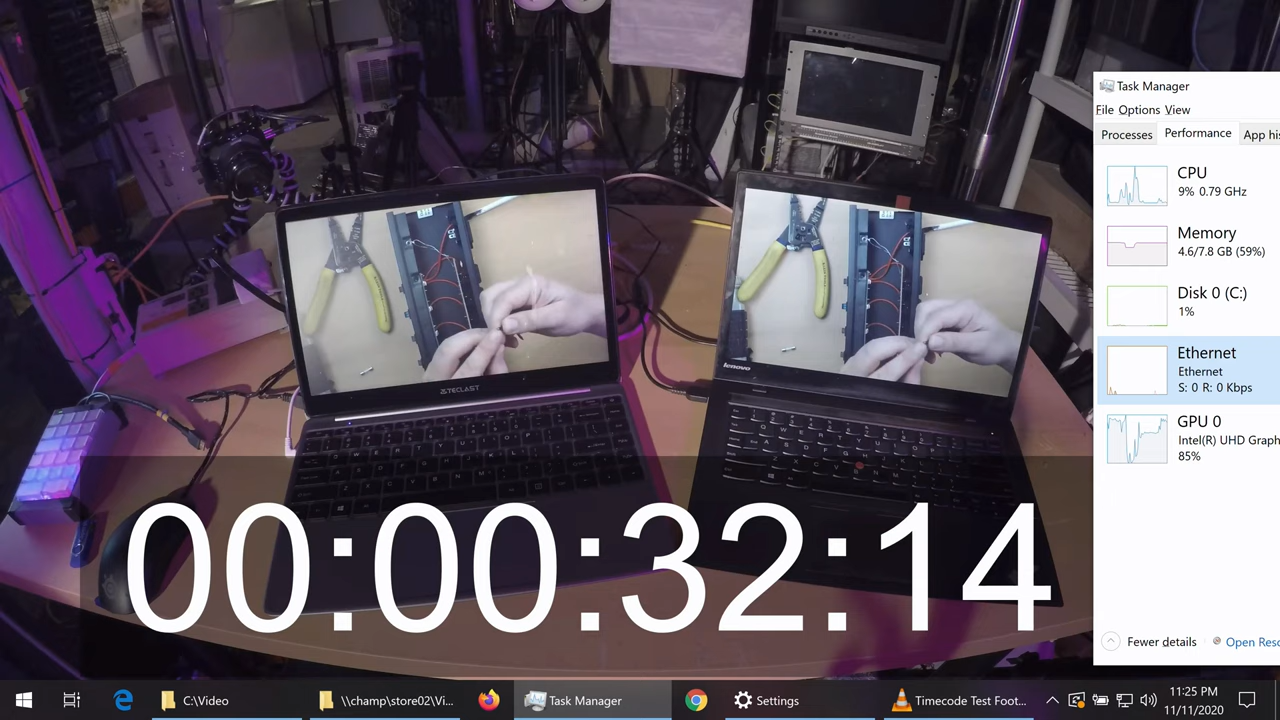 Task Manager
File Options View
Processes Performance App hi
CPU
9% 0.79 GHz
Memory
4.6/7.8 GB (59%)
Disk 0 (C:)
1%
Ethernet
Ethernet
S: 0 R: 0 Kbps
GPU 0
Intel(R) UHD Graph
85%
lenovo
TECLAST
00:00:32:14
Fewer details Open Resc
C:\Video
\\champ\store02\Vi...
Task Manager
Settings
Timecode Test Foot...
11:25 PM
11/11/2020